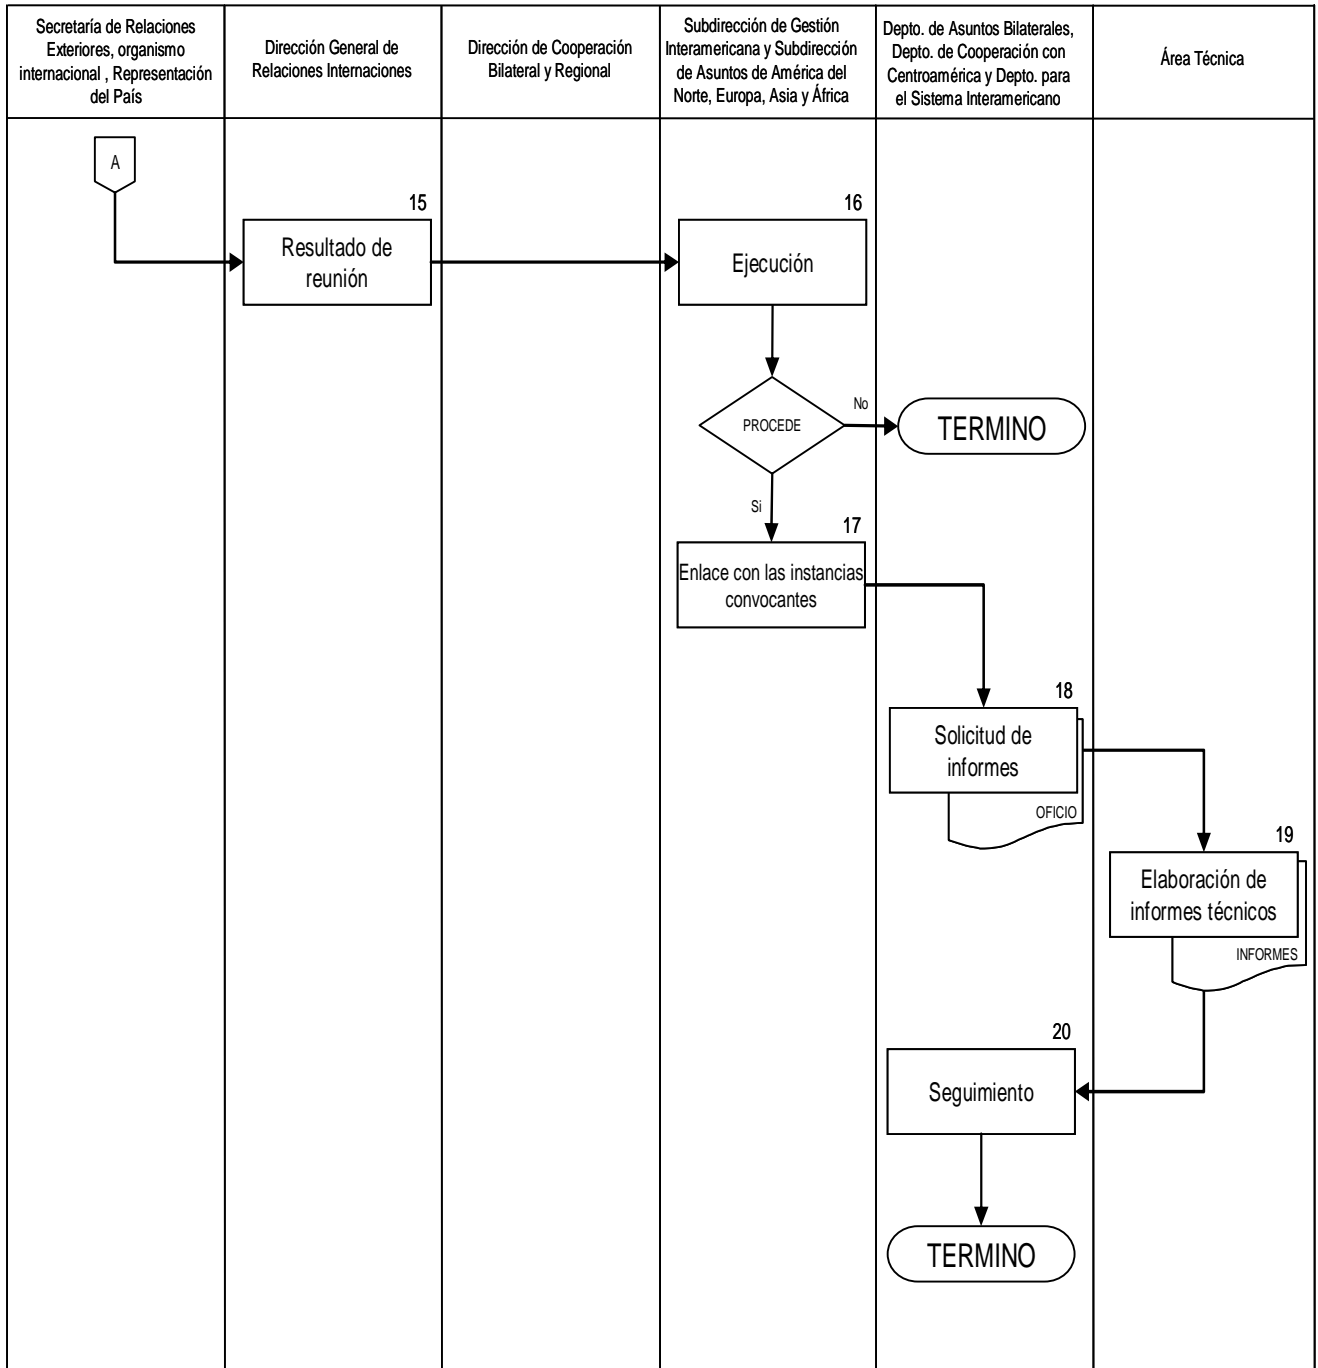 Secretaría de Relaciones
Exteriores, organismo
internacional , Representación
del País
Dirección General de
Relaciones Internaciones
Dirección de Cooperación
Bilateral y Regional
Subdirección de Gestión
Interamericana y Subdirección
de Asuntos de América del
Norte, Europa, Asia y África
Depto. de Asuntos Bilaterales,
Depto. de Cooperación con
Centroamérica y Depto. para
el Sistema Interamericano
Área Técnica
A
15
Resultado de
reunión
16
Ejecución
PROCEDE
No
TERMINO
Si
17
Enlace con las instancias
convocantes
18
Solicitud de
informes
OFICIO
19
Elaboración de
informes técnicos
INFORMES
20
Seguimiento
TERMINO